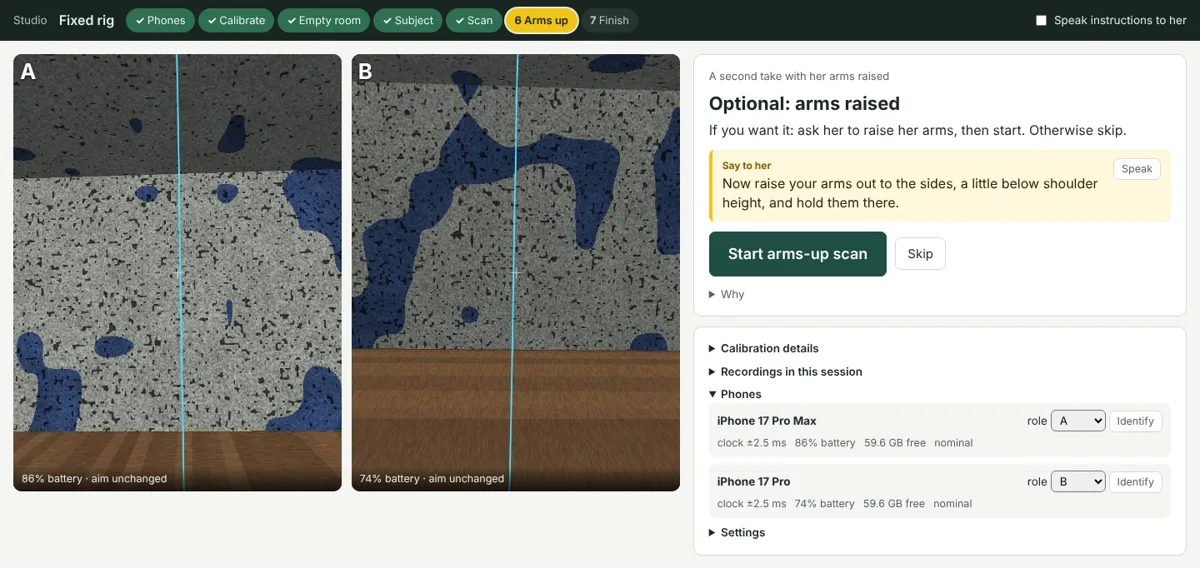 Studio Fixed rig ✓ Phones ✓ Calibrate ✓ Empty room ✓ Subject ✓ Scan 6 Arms up 7 Finish Speak instructions to her
A
86% battery · aim unchanged
B
74% battery · aim unchanged
A second take with her arms raised
Optional: arms raised
If you want it: ask her to raise her arms, then start. Otherwise skip.
Say to her
Speak
Now raise your arms out to the sides, a little below shoulder
height, and hold them there.
Start arms-up scan Skip
▶ Why
▶ Calibration details
▶ Recordings in this session
▼ Phones
iPhone 17 Pro Max role A Identify
clock ±2.5 ms 86% battery 59.6 GB free nominal
iPhone 17 Pro role B Identify
clock ±2.5 ms 74% battery 59.6 GB free nominal
▶ Settings